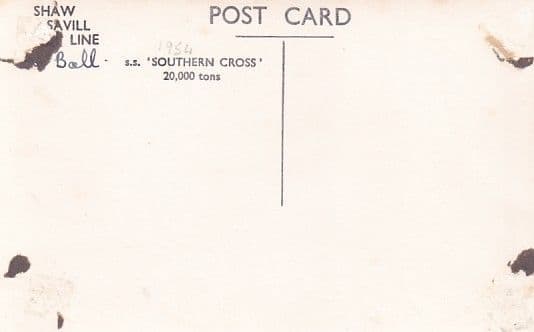 SHAW
SAVILL
LINE
POST CARD
Ball.
1954
s.s. 'SOUTHERN CROSS'
20,000 tons